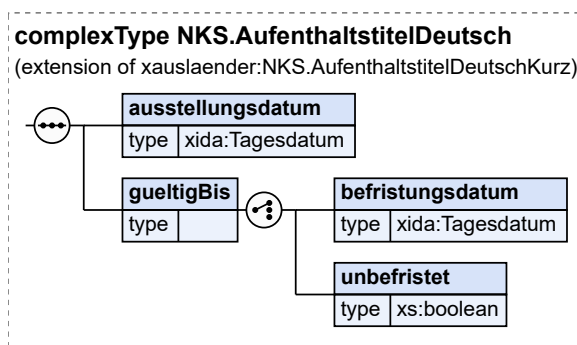 complexType NKS.AufenthaltstitelDeutsch
(extension of xauslaender:NKS.AufenthaltstitelDeutschKurz)
ausstellungsdatum
type xida:Tagesdatum
gueltigBis
type
befristungsdatum
type xida:Tagesdatum
unbefristet
type xs:boolean